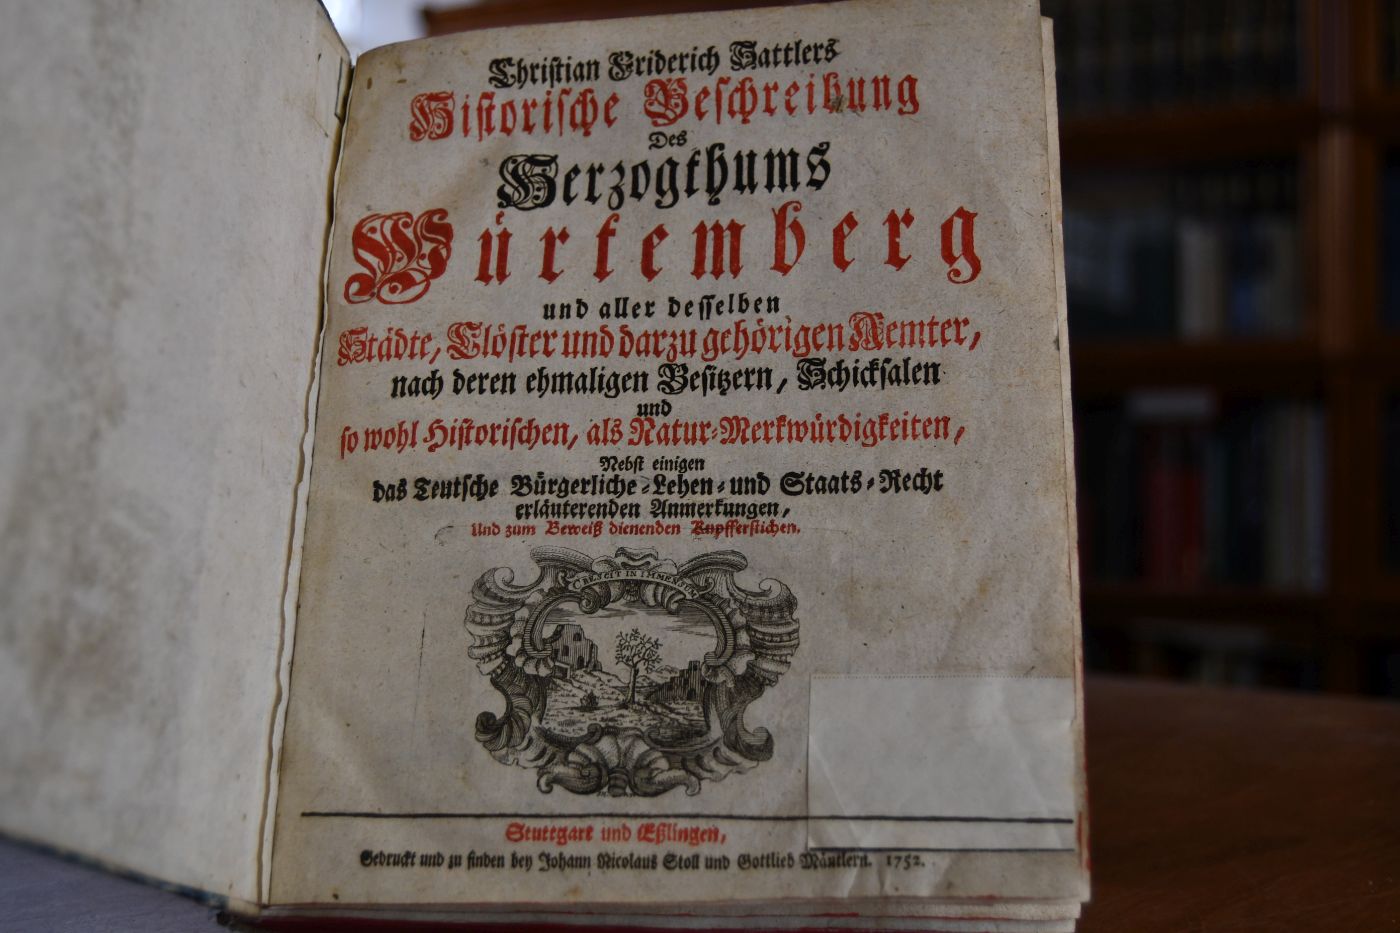 Christian Friderich Sattlers
Historische Beschreibung
Des
Herzogthums
Würtemberg
und aller desselben
Städte, Clöster und darzu gehörigen Aemter,
nach deren ehmaligen Besitzern, Schicksalen
und
so wohl Historischen, als Natur-Merkwürdigkeiten,
Nebst einigen
das Teutsche Bürgerliche-Lehen-und Staats-Recht
erläuterenden Anmerkungen,
Und zum Beweiß dienenden Kupfferstichen.
CRESCIT IN IMMENSUM
Stuttgart und Eßlingen,
Gedruckt und zu finden bey Johann Nicolaus Stoll und Gottlieb Mäntlern. 1752.